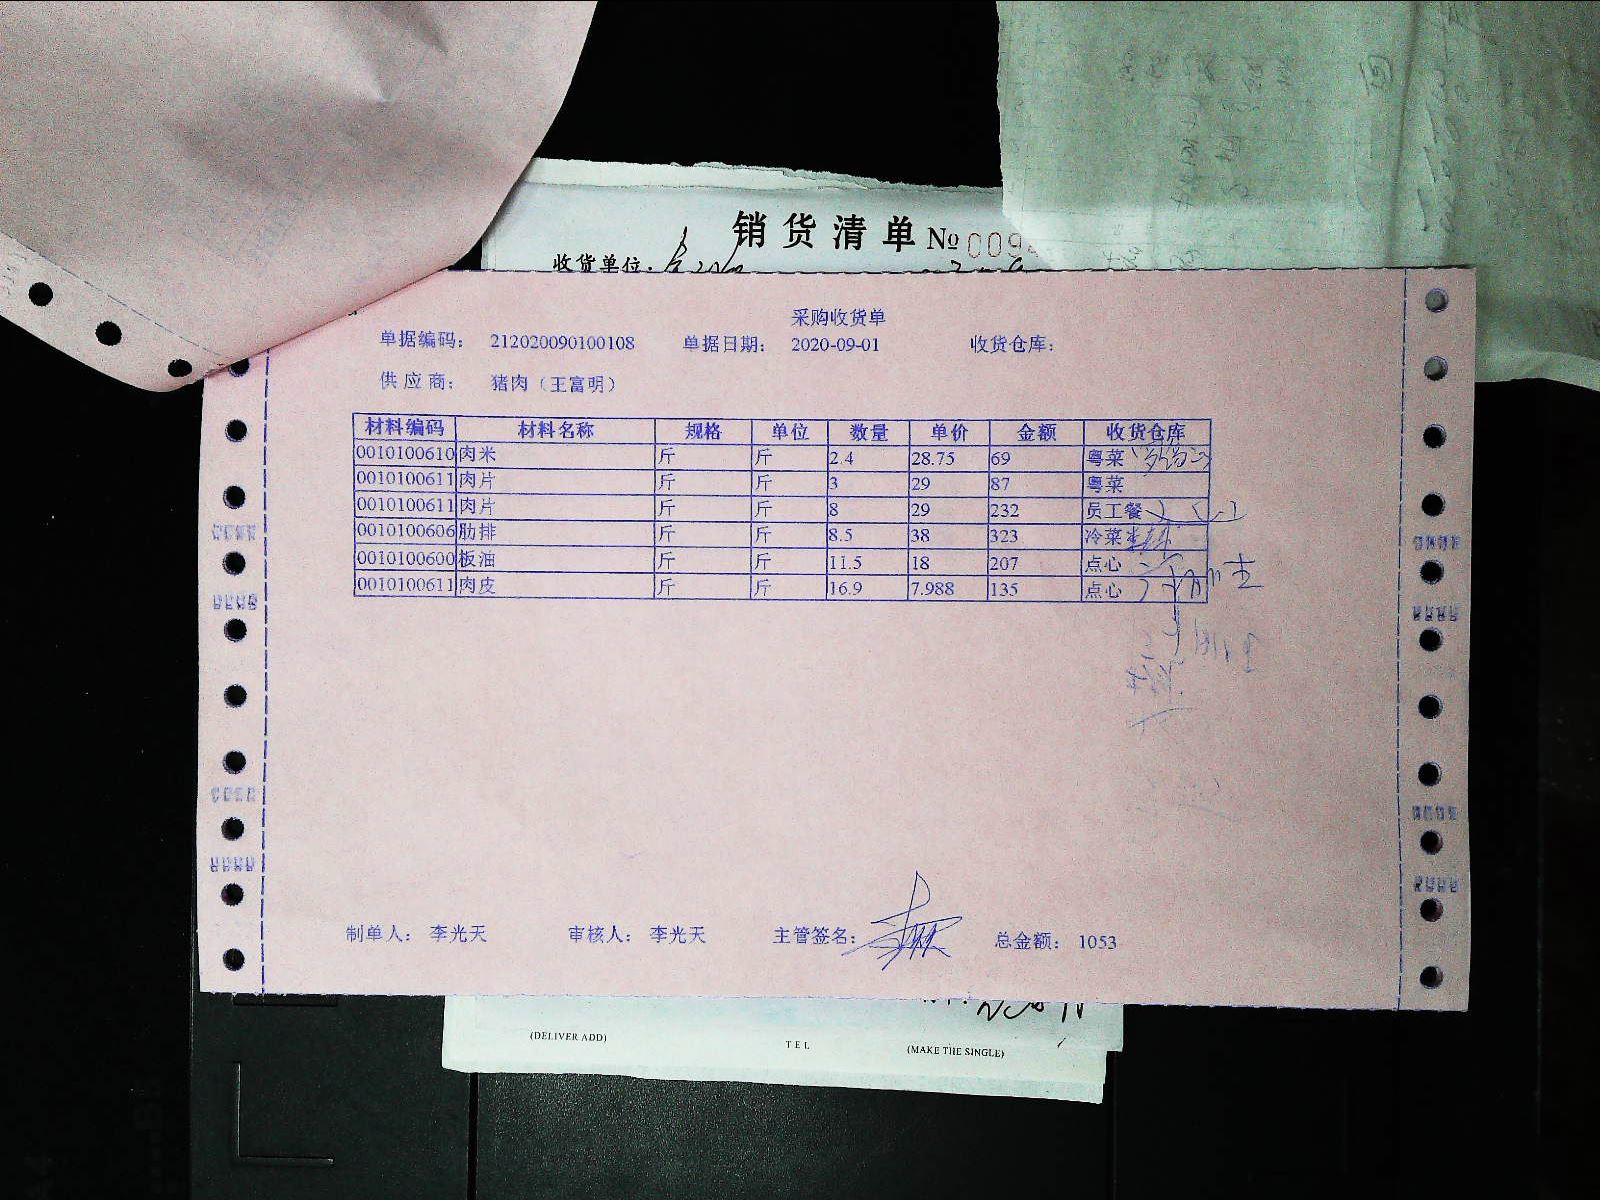 销货清单 № 009
收货单位:
采购收货单
单据编码: 212020090100108 单据日期: 2020-09-01 收货仓库:
供应商: 猪肉（王富明）
材料编码 材料名称 规格 单位 数量 单价 金额 收货仓库
0010100610 肉米 斤 斤 2.4 28.75 69 粤菜
0010100611 肉片 斤 斤 3 29 87 粤菜
0010100611 肉片 斤 斤 8 29 232 员工餐
0010100606 肋排 斤 斤 8.5 38 323 冷菜
0010100600 板油 斤 斤 11.5 18 207 点心
0010100611 肉皮 斤 斤 16.9 7.988 135 点心
制单人: 李光天 审核人: 李光天 主管签名: 总金额: 1053
(DELIVER ADD) TEL (MAKE THE SINGLE)